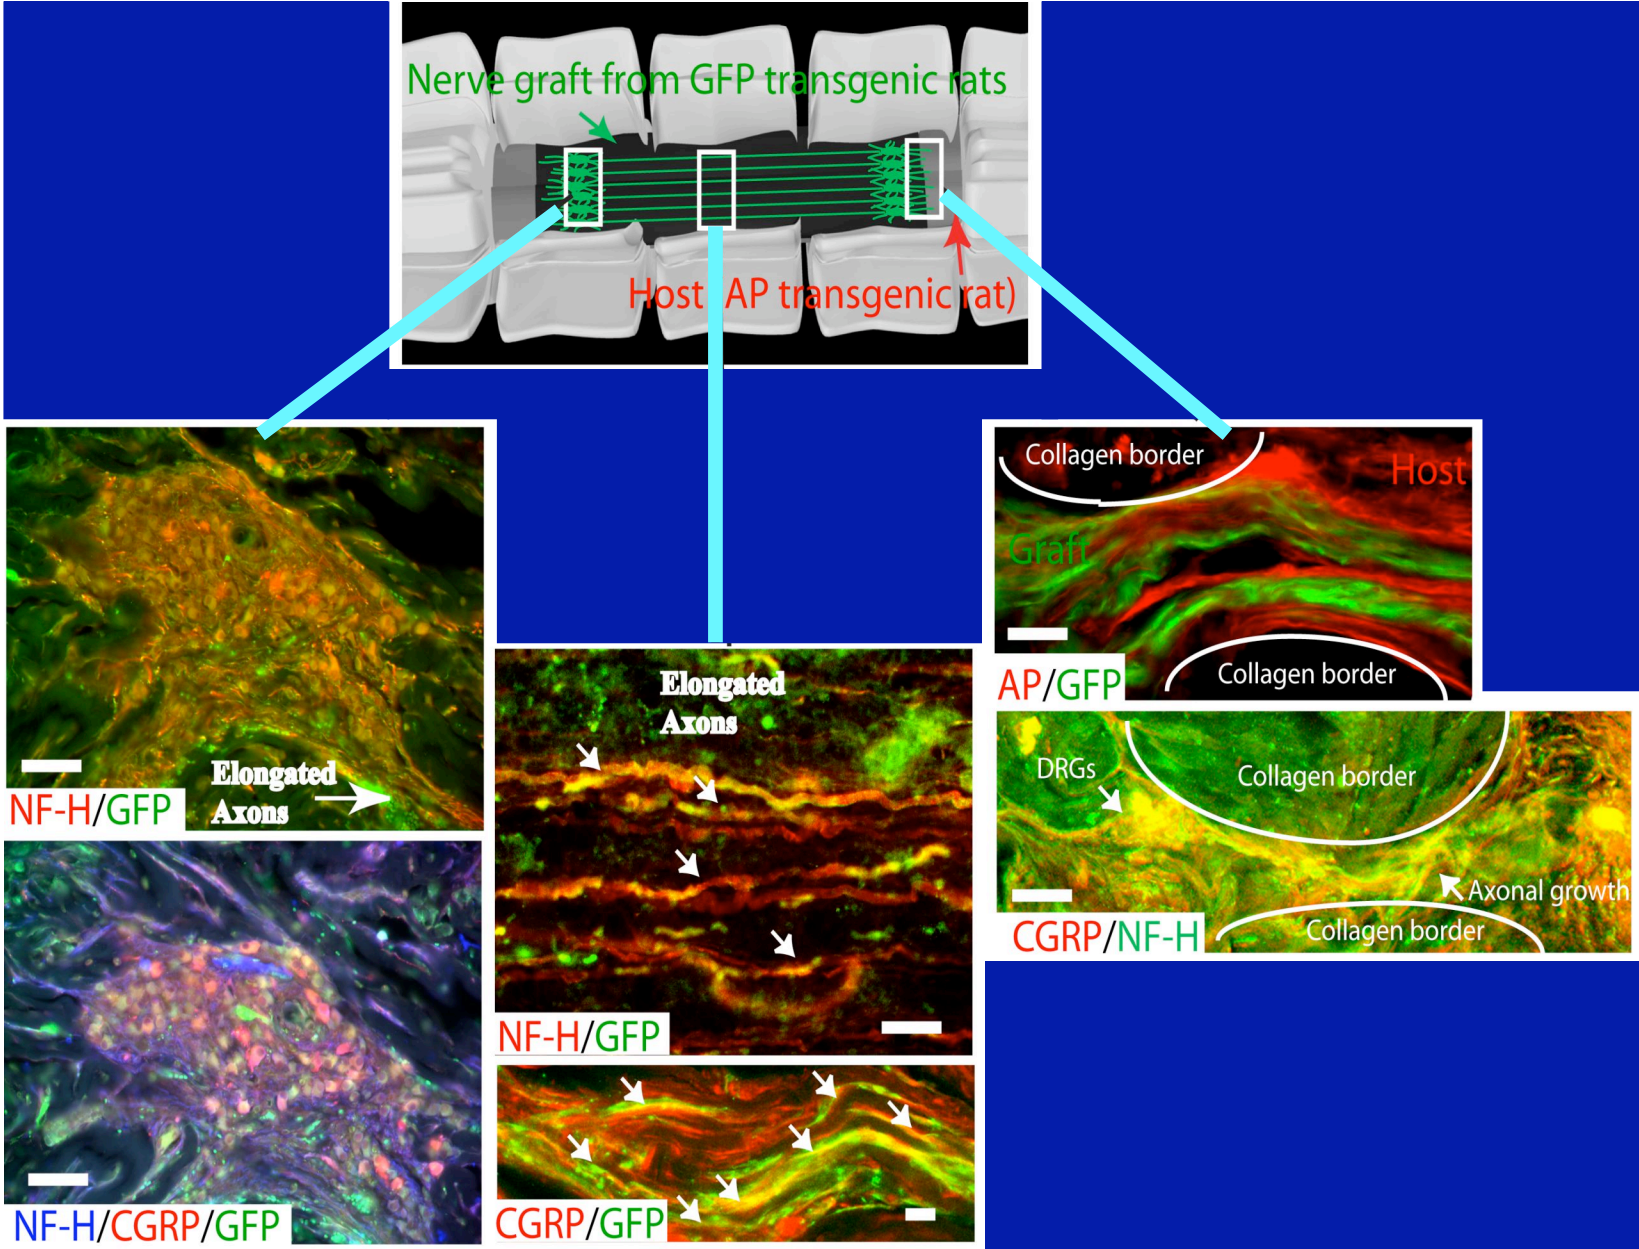 Nerve graft from GFP transgenic rats
Host (AP transgenic rat)
Elongated
Axons
NF-H/GFP
NF-H/CGRP/GFP
Elongated
Axons
NF-H/GFP
CGRP/GFP
Collagen border
Host
Graft
Collagen border
AP/GFP
DRGs
Collagen border
Axonal growth
Collagen border
CGRP/NF-H